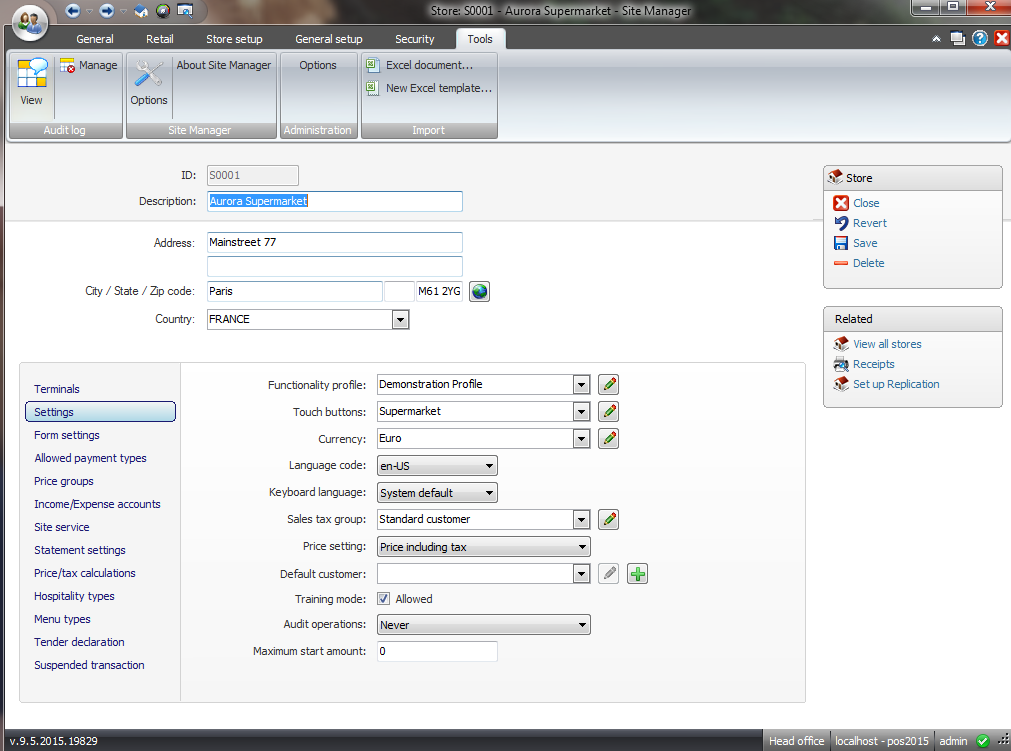 Store: S0001 - Aurora Supermarket - Site Manager
General Retail Store setup General setup Security Tools
View
Manage
Audit log
Options
About Site Manager
Site Manager
Options
Administration
Excel document...
New Excel template...
Import
ID: S0001
Description: Aurora Supermarket
Address: Mainstreet 77
City / State / Zip code: Paris M61 2YG
Country: FRANCE
Store
Close
Revert
Save
Delete
Related
View all stores
Receipts
Set up Replication
Terminals
Settings
Form settings
Allowed payment types
Price groups
Income/Expense accounts
Site service
Statement settings
Price/tax calculations
Hospitality types
Menu types
Tender declaration
Suspended transaction
Functionality profile: Demonstration Profile
Touch buttons: Supermarket
Currency: Euro
Language code: en-US
Keyboard language: System default
Sales tax group: Standard customer
Price setting: Price including tax
Default customer:
Training mode: Allowed
Audit operations: Never
Maximum start amount: 0
v.9.5.2015.19829
Head office localhost - pos2015 admin